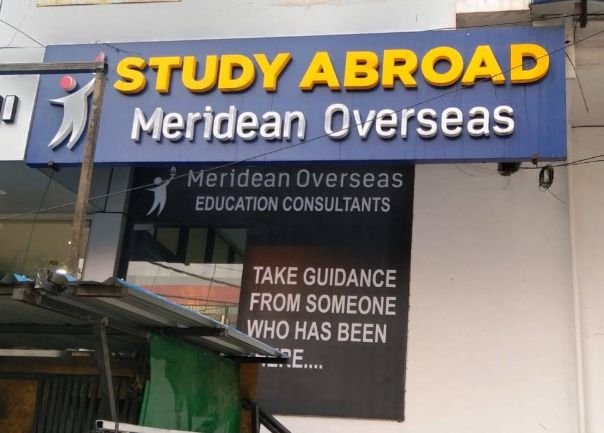 STUDY ABROAD
Meridean Overseas
Meridean Overseas
EDUCATION CONSULTANTS
TAKE GUIDANCE
FROM SOMEONE
WHO HAS BEEN